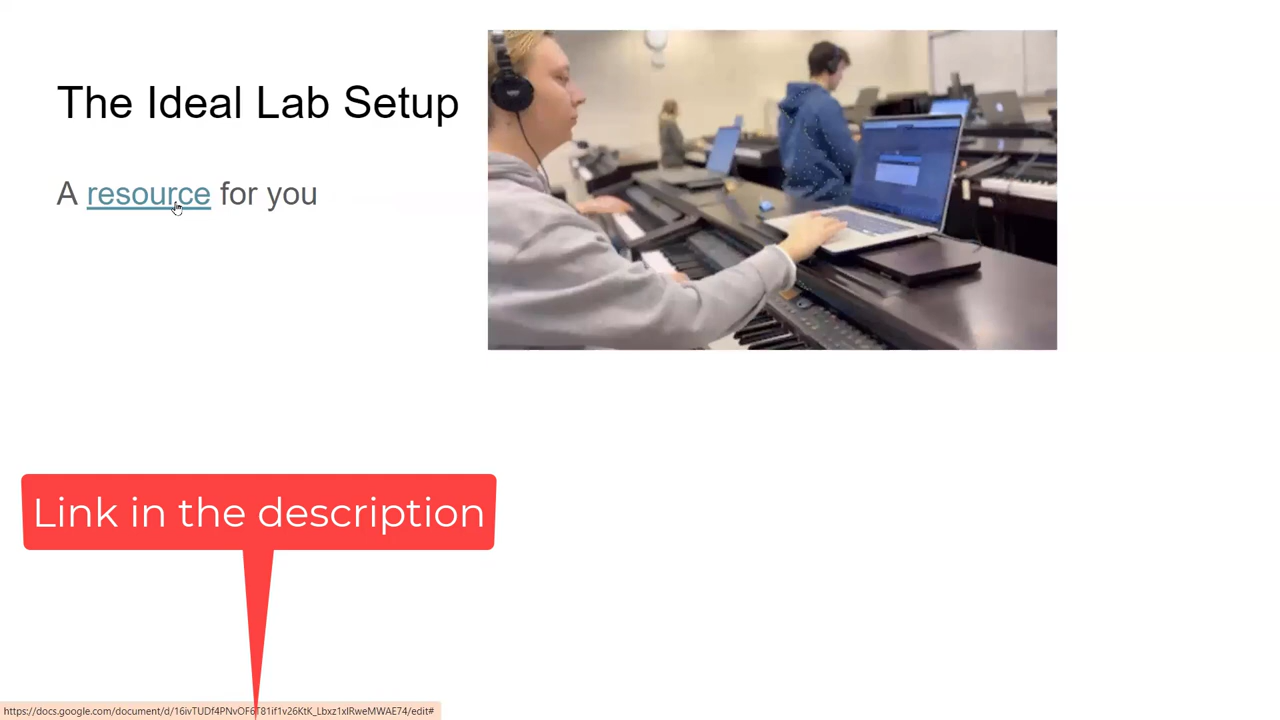 The Ideal Lab Setup
A resource for you
Link in the description